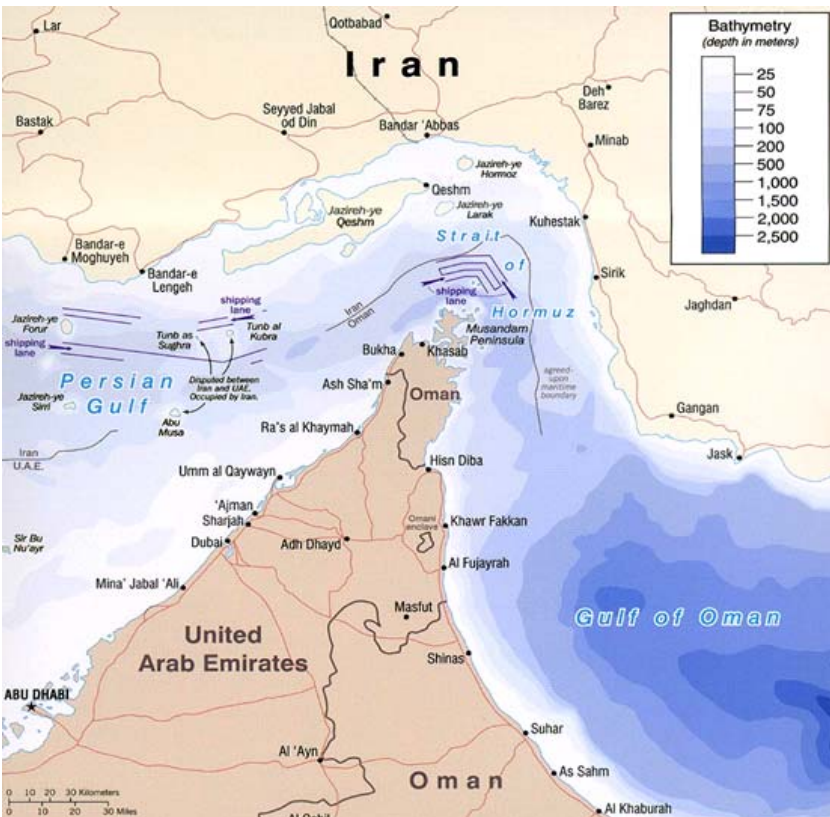 Lar
Qotbabad
Iran
Bathymetry
(depth in meters)
25
50
75
100
200
500
1,000
1,500
2,000
2,500
Deh
Barez
Bastak
Seyyed Jabal
od Din
Bandar 'Abbas
Minab
Jazireh-ye
Hormoz
Qeshm
Jazireh-ye
Qeshm
Jazireh-ye
Larak
Kuhestak
Strait
of
Hormuz
Bandar-e
Moghuyeh
Bandar-e
Lengeh
Sirik
Jaghdan
shipping
lane
shipping
lane
Iran
Oman
Jazireh-ye
Forur
shipping
lane
Tunb as
Sughra
Tunb al
Kubra
Musandam
Peninsula
Bukha
Khasab
Persian
Gulf
Disputed between
Iran and UAE.
Occupied by Iran.
Ash Sha'm
Oman
agreed-
upon
maritime
boundary
Jazireh-ye
Sirri
Abu
Musa
Gangan
Ra's al Khaymah
Iran
U.A.E.
Jask
Hisn Diba
Umm al Qaywayn
'Ajman
Sharjah
Dubai
Omani
enclave
Khawr Fakkan
Adh Dhayd
Sir Bu
Nu'ayr
Al Fujayrah
Mina' Jabal 'Ali
Masfut
Gulf of Oman
United
Arab Emirates
Shinas
ABU DHABI
Suhar
Al 'Ayn
As Sahm
Oman
0 10 20 30 Kilometers
0 10 20 30 Miles
Al Khaburah